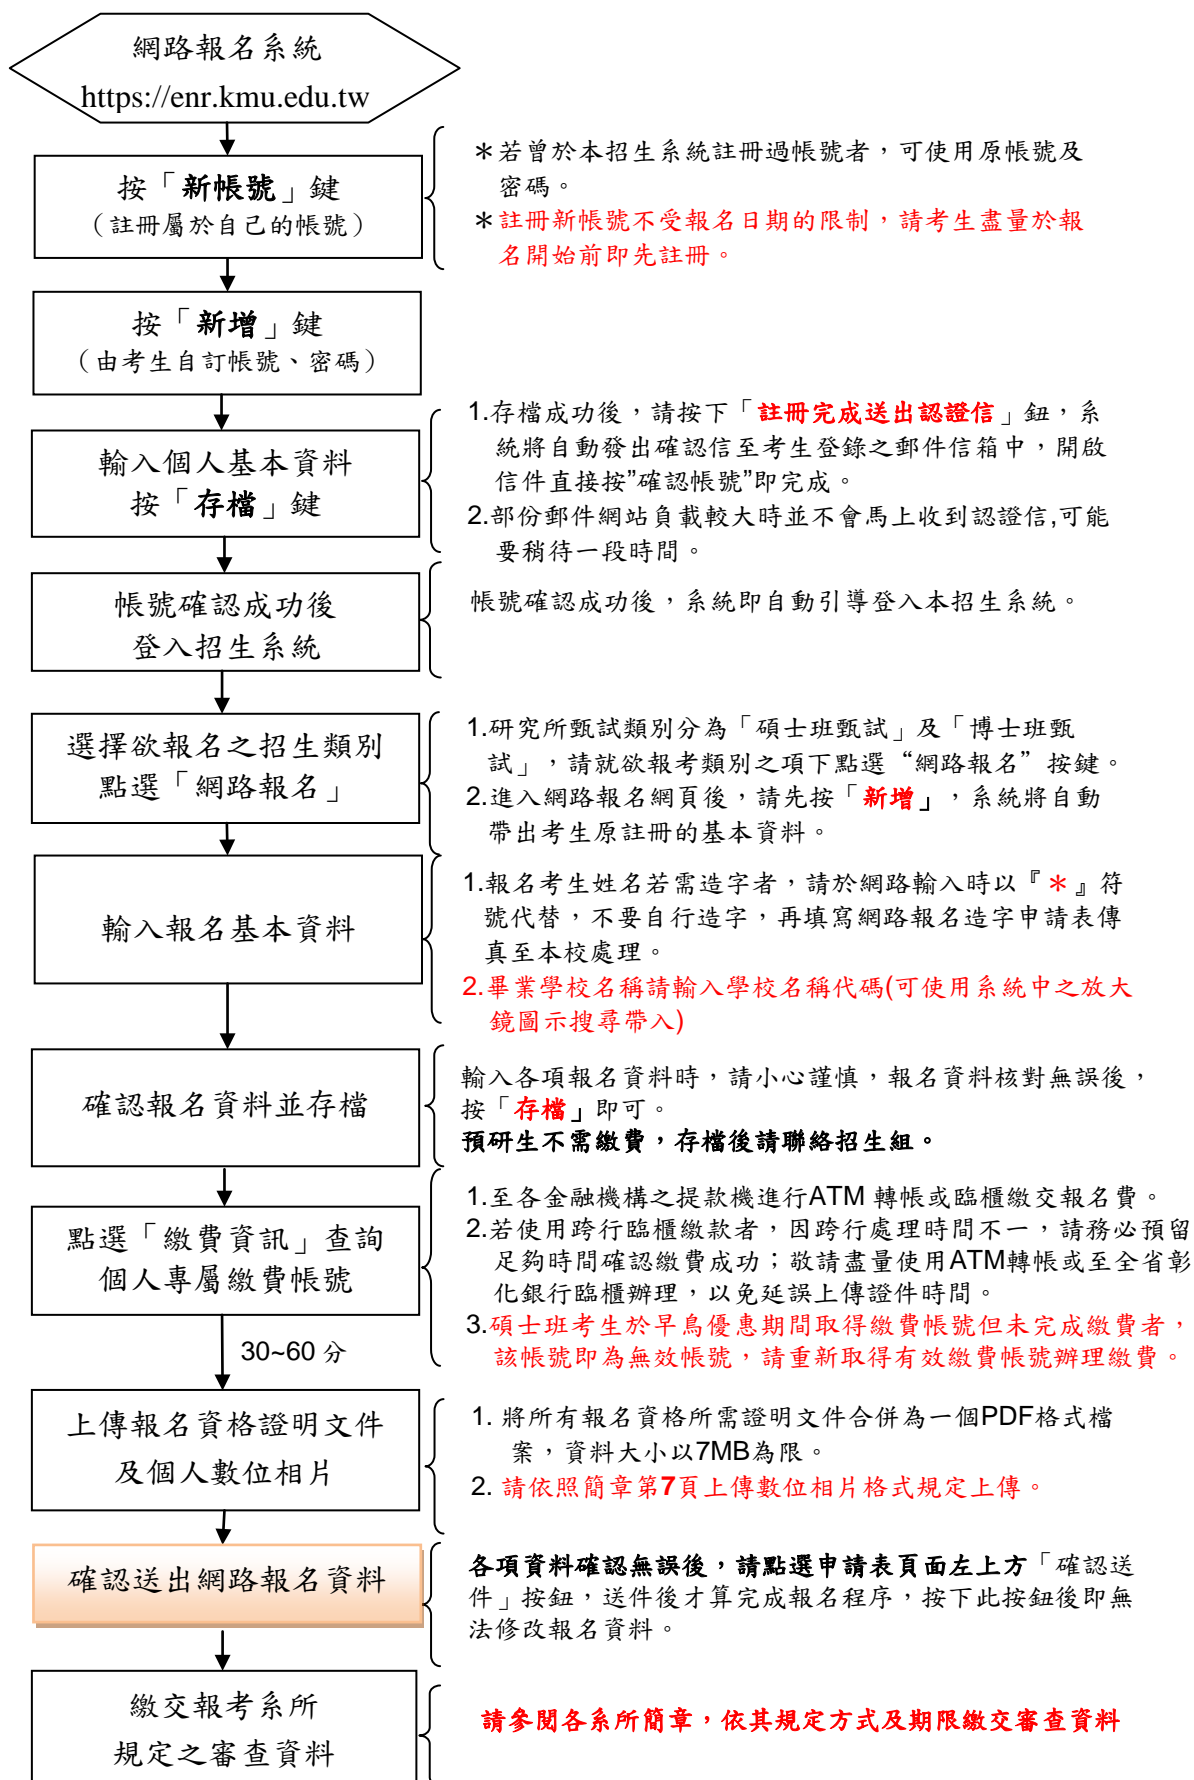 網路報名系統
https://enr.kmu.edu.tw
按「新帳號」鍵
（註冊屬於自己的帳號）
＊若曾於本招生系統註冊過帳號者，可使用原帳號及
密碼。
＊註冊新帳號不受報名日期的限制，請考生盡量於報
名開始前即先註冊。
按「新增」鍵
（由考生自訂帳號、密碼）
輸入個人基本資料
按「存檔」鍵
1.存檔成功後，請按下「註冊完成送出認證信」鈕，系
統將自動發出確認信至考生登錄之郵件信箱中，開啟
信件直接按”確認帳號”即完成。
2.部份郵件網站負載較大時並不會馬上收到認證信,可能
要稍待一段時間。
帳號確認成功後
登入招生系統
帳號確認成功後，系統即自動引導登入本招生系統。
選擇欲報名之招生類別
點選「網路報名」
1.研究所甄試類別分為「碩士班甄試」及「博士班甄
試」，請就欲報考類別之項下點選“網路報名”按鍵。
2.進入網路報名網頁後，請先按「新增」，系統將自動
帶出考生原註冊的基本資料。
輸入報名基本資料
1.報名考生姓名若需造字者，請於網路輸入時以『＊』符
號代替，不要自行造字，再填寫網路報名造字申請表傳
真至本校處理。
2.畢業學校名稱請輸入學校名稱代碼(可使用系統中之放大
鏡圖示搜尋帶入)
確認報名資料並存檔
輸入各項報名資料時，請小心謹慎，報名資料核對無誤後，
按「存檔」即可。
預研生不需繳費，存檔後請聯絡招生組。
點選「繳費資訊」查詢
個人專屬繳費帳號
1.至各金融機構之提款機進行ATM 轉帳或臨櫃繳交報名費。
2.若使用跨行臨櫃繳款者，因跨行處理時間不一，請務必預留
足夠時間確認繳費成功；敬請盡量使用ATM轉帳或至全省彰
化銀行臨櫃辦理，以免延誤上傳證件時間。
3.碩士班考生於早鳥優惠期間取得繳費帳號但未完成繳費者，
該帳號即為無效帳號，請重新取得有效繳費帳號辦理繳費。
30~60 分
上傳報名資格證明文件
及個人數位相片
1. 將所有報名資格所需證明文件合併為一個PDF格式檔
案，資料大小以7MB為限。
2. 請依照簡章第7頁上傳數位相片格式規定上傳。
確認送出網路報名資料
各項資料確認無誤後，請點選申請表頁面左上方「確認送
件」按鈕，送件後才算完成報名程序，按下此按鈕後即無
法修改報名資料。
繳交報考系所
規定之審查資料
請參閱各系所簡章，依其規定方式及期限繳交審查資料